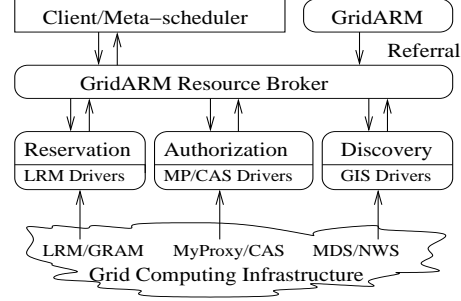 Client/Meta−scheduler
GridARM
Referral
GridARM Resource Broker
Reservation
LRM Drivers
Authorization
MP/CAS Drivers
Discovery
GIS Drivers
LRM/GRAM
MyProxy/CAS
MDS/NWS
Grid Computing Infrastructure